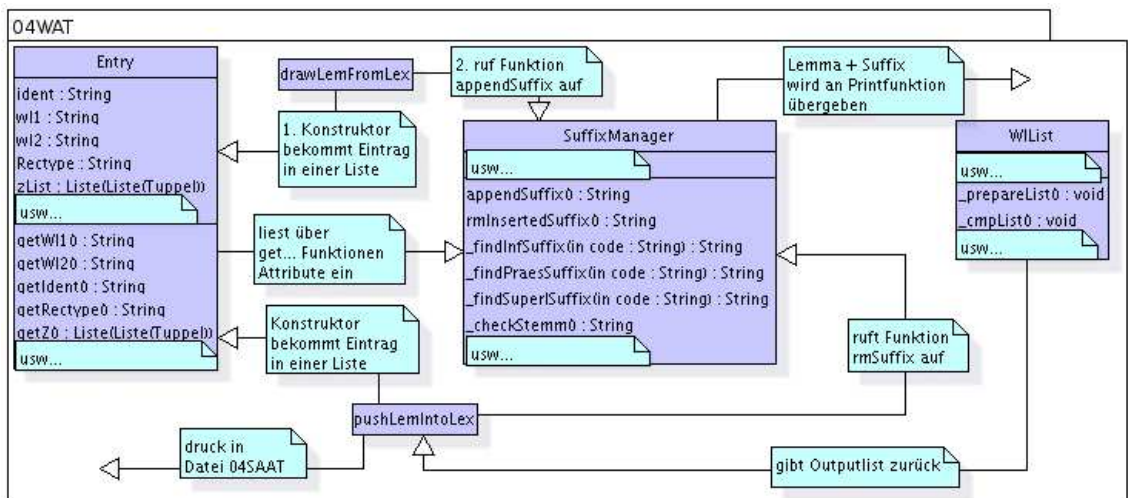 04WAT
Entry
ident : String
wl1 : String
wl2 : String
Rectype : String
zList : Liste(Liste(Tuppel))
usw...
getWl1() : String
getWl2() : String
getIdent() : String
getRectype() : String
getZ() : Liste(Liste(Tuppel))
usw...
drawLemFromLex
2. ruf Funktion
appendSuffix auf
1. Konstruktor
bekommt Eintrag
in einer Liste
liest über
get... Funktionen
Attribute ein
Konstruktor
bekommt Eintrag
in einer Liste
Lemma + Suffix
wird an Printfunktion
übergeben
SuffixManager
usw...
appendSuffix() : String
rmInsertedSuffix() : String
_findInfSuffix(in code : String) : String
_findPraesSuffix(in code : String) : String
_findSuperlSuffix(in code : String) : String
_checkStemm() : String
usw...
WlList
usw...
_prepareList() : void
_cmpList() : void
usw...
ruft Funktion
rmSuffix auf
pushLemIntoLex
druck in
Datei 04SAAT
gibt Outputlist zurück